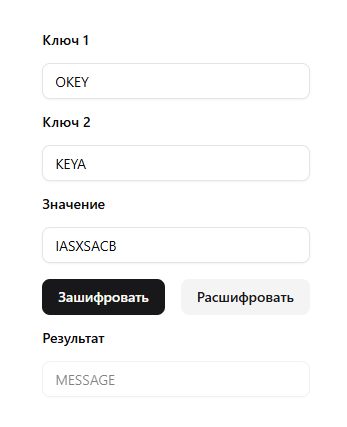 Ключ 1
OKEY
Ключ 2
KEYA
Значение
IASXSACB
Зашифровать Расшифровать
Результат
MESSAGE